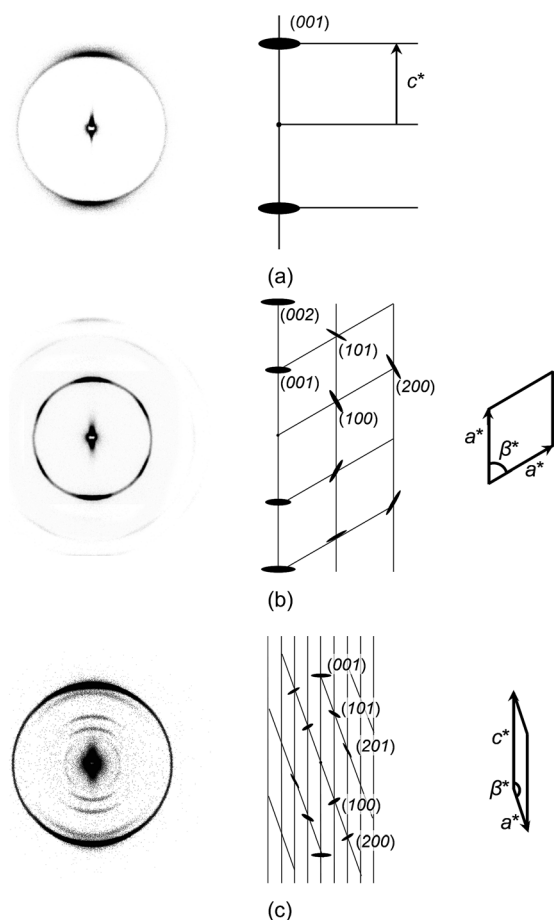 (001)
c*
(a)
(002)
(101)
(001)
(200)
(100)
a*
β*
a*
(b)
(001)
(101)
(201)
(100)
(200)
c*
β*
a*
(c)